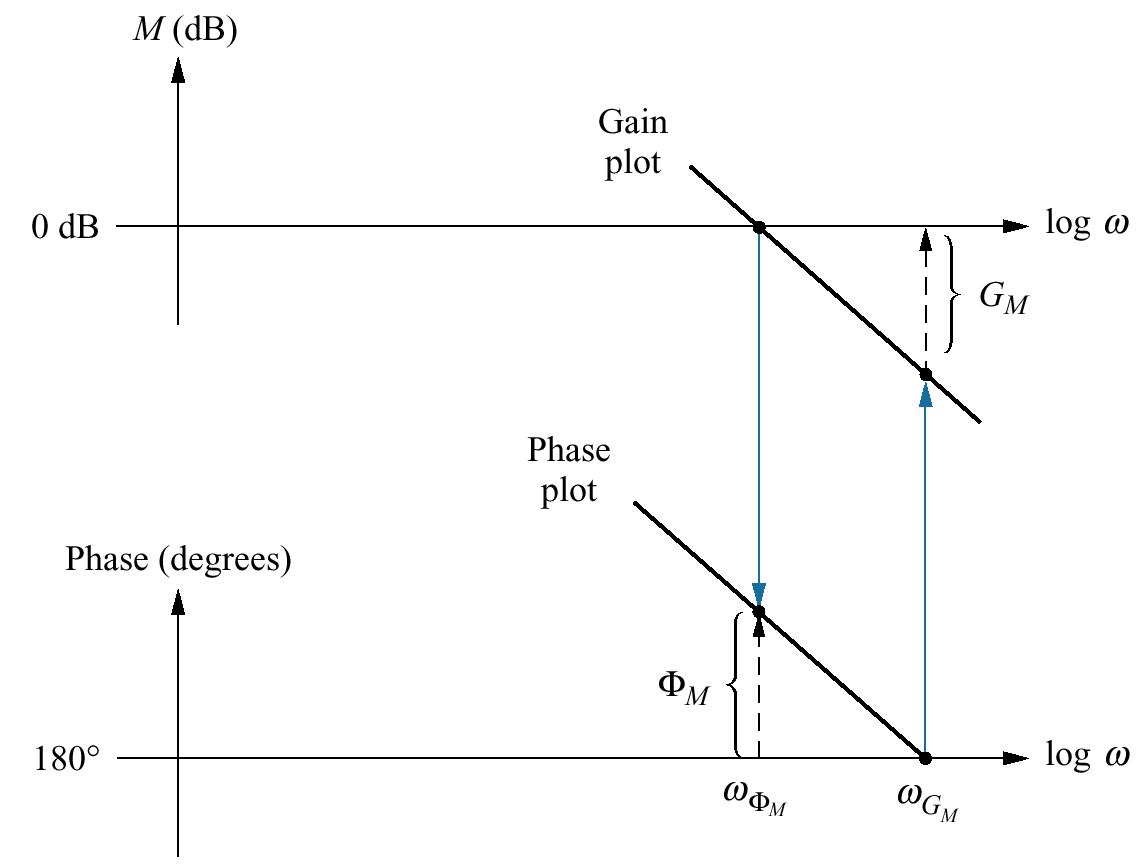 M (dB)
Gain
plot
0 dB
log ω
G_M
Phase
plot
Phase (degrees)
Φ_M
180°
log ω
ω_Φ_M
ω_G_M